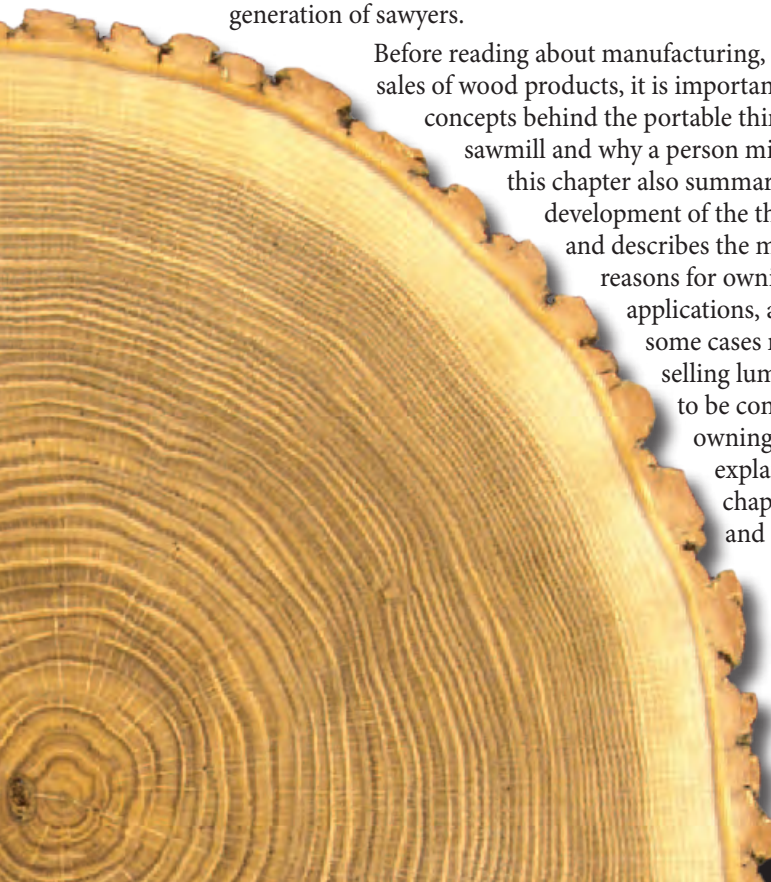 generation of sawyers.
Before reading about manufacturing,
sales of wood products, it is importan
concepts behind the portable thi
sawmill and why a person mi
this chapter also summar
development of the th
and describes the m
reasons for owni
applications, a
some cases r
selling lum
to be con
owning
expla
chap
and